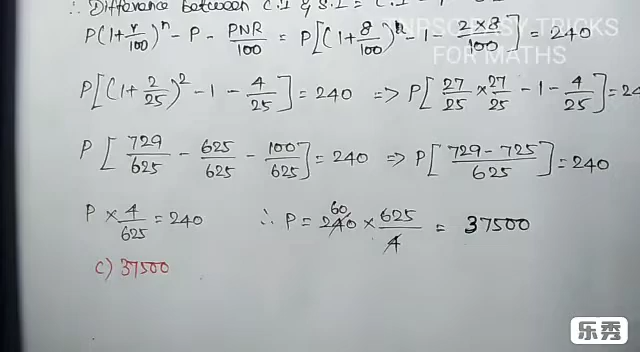 ∴ Difference between C.I & S.I =
P(1+r/100)^n - P - PNR/100 = P[(1+8/100)^n - 1 - 2×8/100] = 240
P[(1+2/25)^2 - 1 - 4/25] = 240 => P[27/25 × 27/25 - 1 - 4/25] = 24
P[729/625 - 625/625 - 100/625] = 240 => P[729-725/625] = 240
P × 4/625 = 240 ∴ P = 240 60 × 625/4 = 37500
C) 37500
TRICKS
FOR MATHS
乐秀